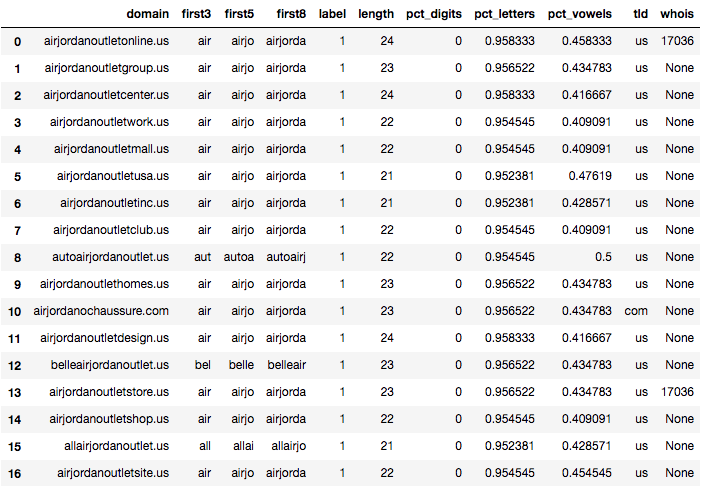 domain first3 first5 first8 label length pct_digits pct_letters pct_vowels tld whois
0 airjordanoutletonline.us air airjo airjorda 1 24 0 0.958333 0.458333 us 17036
1 airjordanoutletgroup.us air airjo airjorda 1 23 0 0.956522 0.434783 us None
2 airjordanoutletcenter.us air airjo airjorda 1 24 0 0.958333 0.416667 us None
3 airjordanoutletwork.us air airjo airjorda 1 22 0 0.954545 0.409091 us None
4 airjordanoutletmall.us air airjo airjorda 1 22 0 0.954545 0.409091 us None
5 airjordanoutletusa.us air airjo airjorda 1 21 0 0.952381 0.47619 us None
6 airjordanoutletinc.us air airjo airjorda 1 21 0 0.952381 0.428571 us None
7 airjordanoutletclub.us air airjo airjorda 1 22 0 0.954545 0.409091 us None
8 autoairjordanoutlet.us aut autoa autoairj 1 22 0 0.954545 0.5 us None
9 airjordanoutlethomes.us air airjo airjorda 1 23 0 0.956522 0.434783 us None
10 airjordanochaussure.com air airjo airjorda 1 23 0 0.956522 0.434783 com None
11 airjordanoutletdesign.us air airjo airjorda 1 24 0 0.958333 0.416667 us None
12 belleairjordanoutlet.us bel belle belleair 1 23 0 0.956522 0.434783 us None
13 airjordanoutletstore.us air airjo airjorda 1 23 0 0.956522 0.434783 us 17036
14 airjordanoutletshop.us air airjo airjorda 1 22 0 0.954545 0.409091 us None
15 allairjordanoutlet.us all allai allairjo 1 21 0 0.952381 0.428571 us None
16 airjordanoutletsite.us air airjo airjorda 1 22 0 0.954545 0.454545 us None